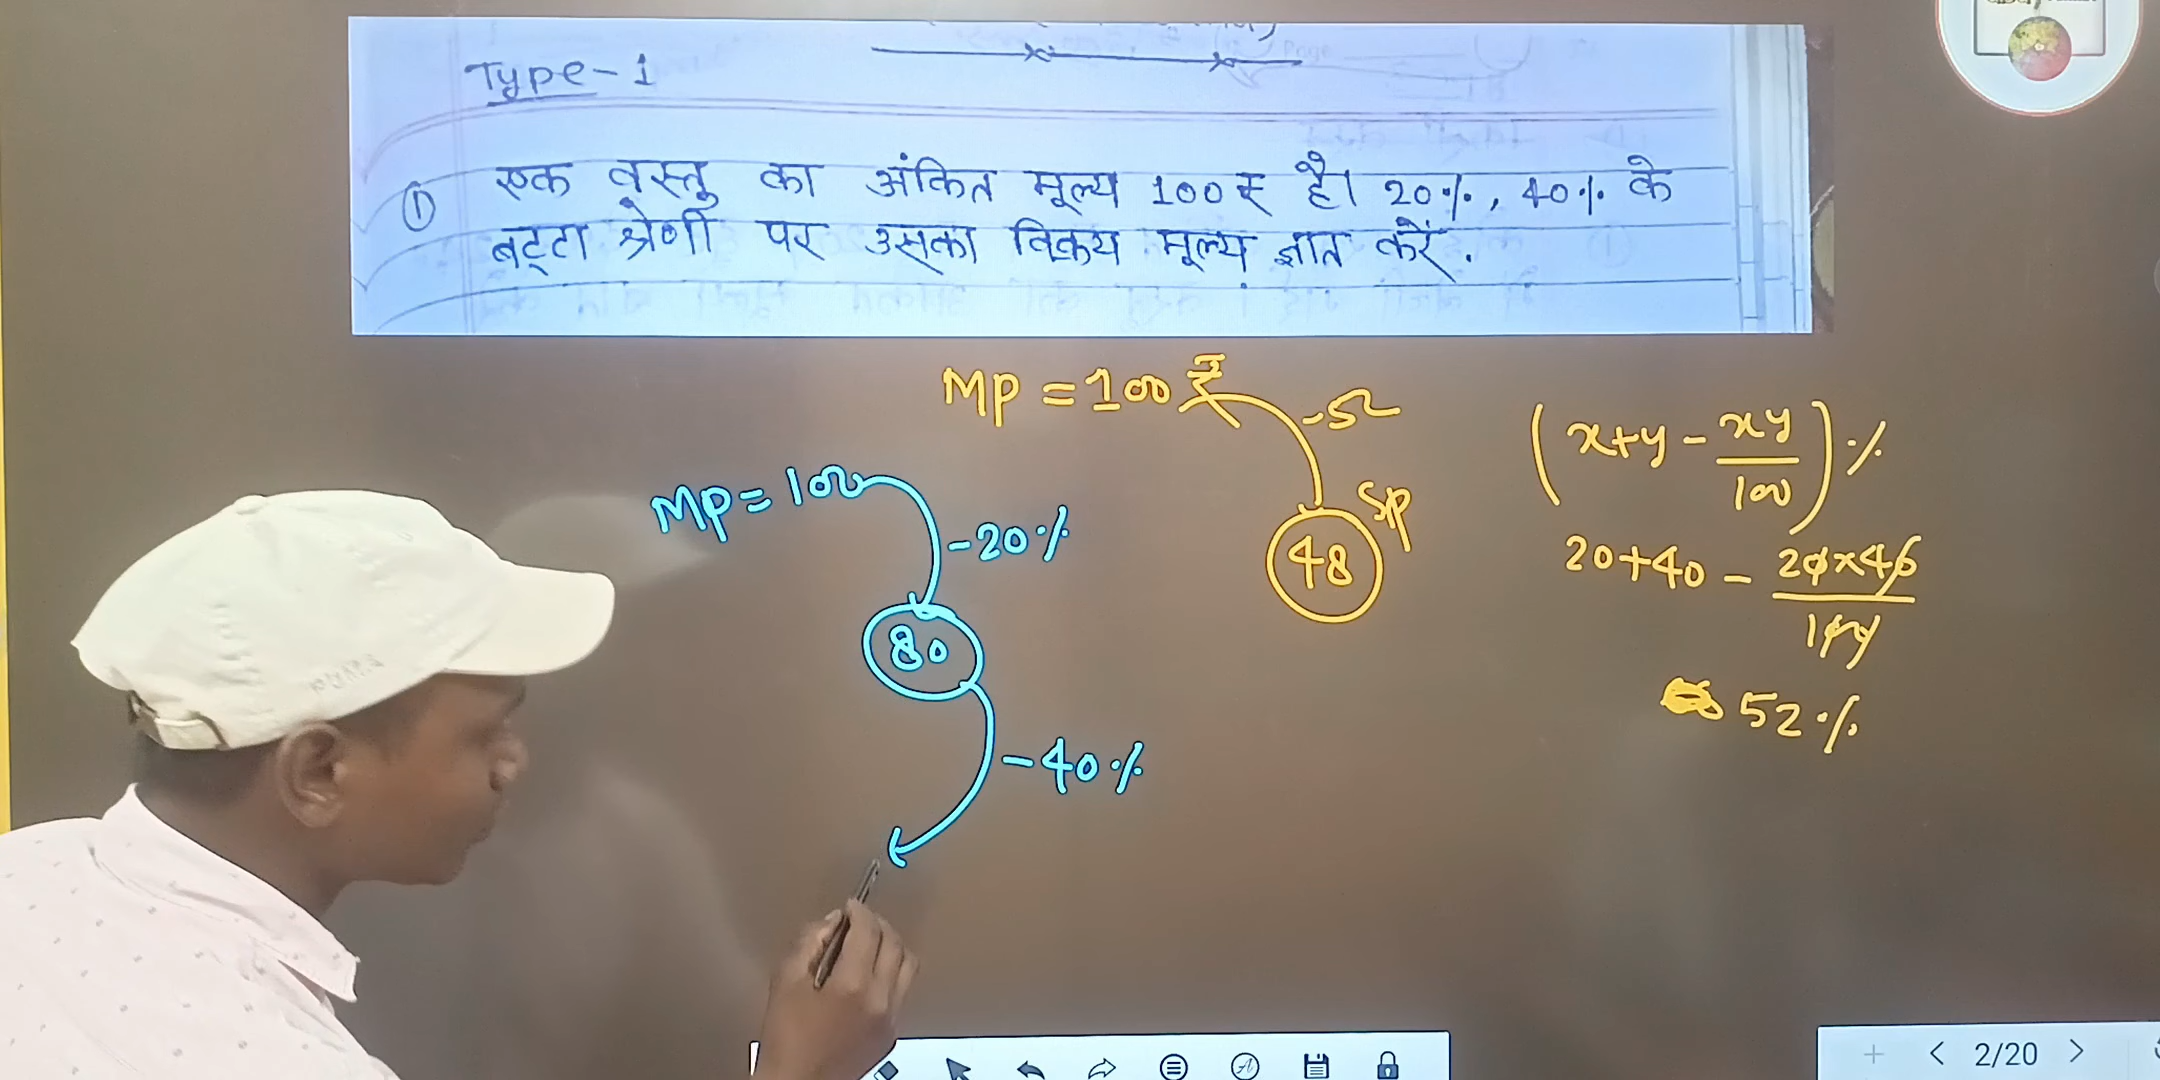 Type-1
① एक वस्तु का अंकित मूल्य 100₹ है। 20%, 40% के
बट्टा श्रेणी पर उसका विक्रय मूल्य ज्ञात करें.
MP = 100 ₹
-52
SP
48
MP = 100
-20%
80
-40%
(x+y - xy/100)%
20+40 - 20×40/100
52%
2/20